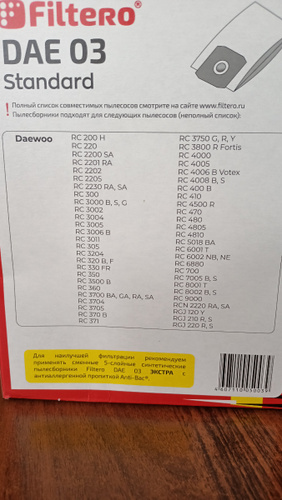 Filtero®
DAE 03
Standard
! Полный список совместимых пылесосов смотрите на сайте www.filtero.ru
Пылесборники подходят для следующих пылесосов (неполный список):
Daewoo
RC 200 H
RC 220
RC 2200 SA
RC 2201 RA
RC 2202
RC 2205
RC 2230 RA, SA
RC 300
RC 3000 B, S, G
RC 3002
RC 3004
RC 3005
RC 3006 B
RC 3011
RC 305
RC 3204
RC 320 B, F
RC 330 FR
RC 350
RC 3500 B
RC 360
RC 3700 BA, GA, RA, SA
RC 3704
RC 3705
RC 370 B
RC 371
RC 3750 G, R, Y
RC 3800 R Fortis
RC 4000
RC 4005
RC 4006 B Votex
RC 4008 B, S
RC 400 B
RC 410
RC 4500 R
RC 470
RC 480
RC 4805
RC 4810
RC 5018 BA
RC 6001 T
RC 6002 NB, NE
RC 6880
RC 700
RC 7005 B, S
RC 8001 T
RC 8002 B, S
RC 9000
RCN 2220 RA, SA
RGJ 120 Y
RGJ 210 R, S
RGJ 220 R, S
Для наилучшей фильтрации рекомендуем
применять сменные 5-слойные синтетические
пылесборники Filtero DAE 03 ЭКСТРА с
антиаллергенной пропиткой Anti-Bac®.